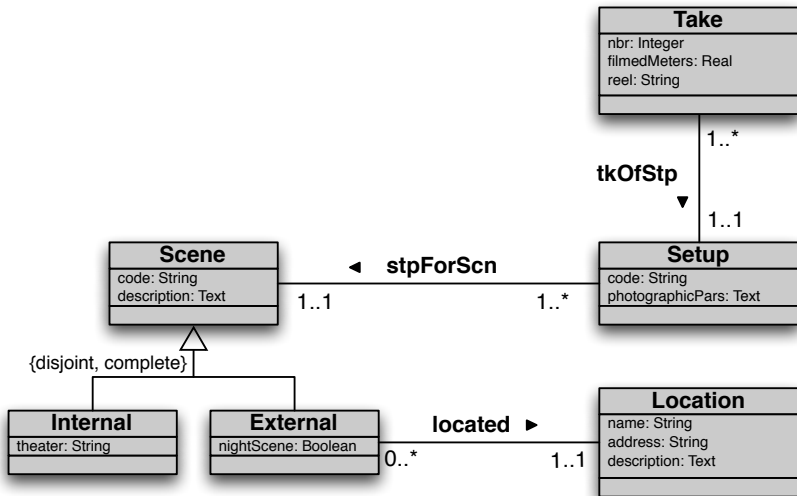 Take
nbr: Integer
filmedMeters: Real
reel: String
1..*
tkOfStp
1..1
Scene
code: String
description: Text
stpForScn
1..1
1..*
Setup
code: String
photographicPars: Text
{disjoint, complete}
Internal
theater: String
External
nightScene: Boolean
located
0..*
1..1
Location
name: String
address: String
description: Text